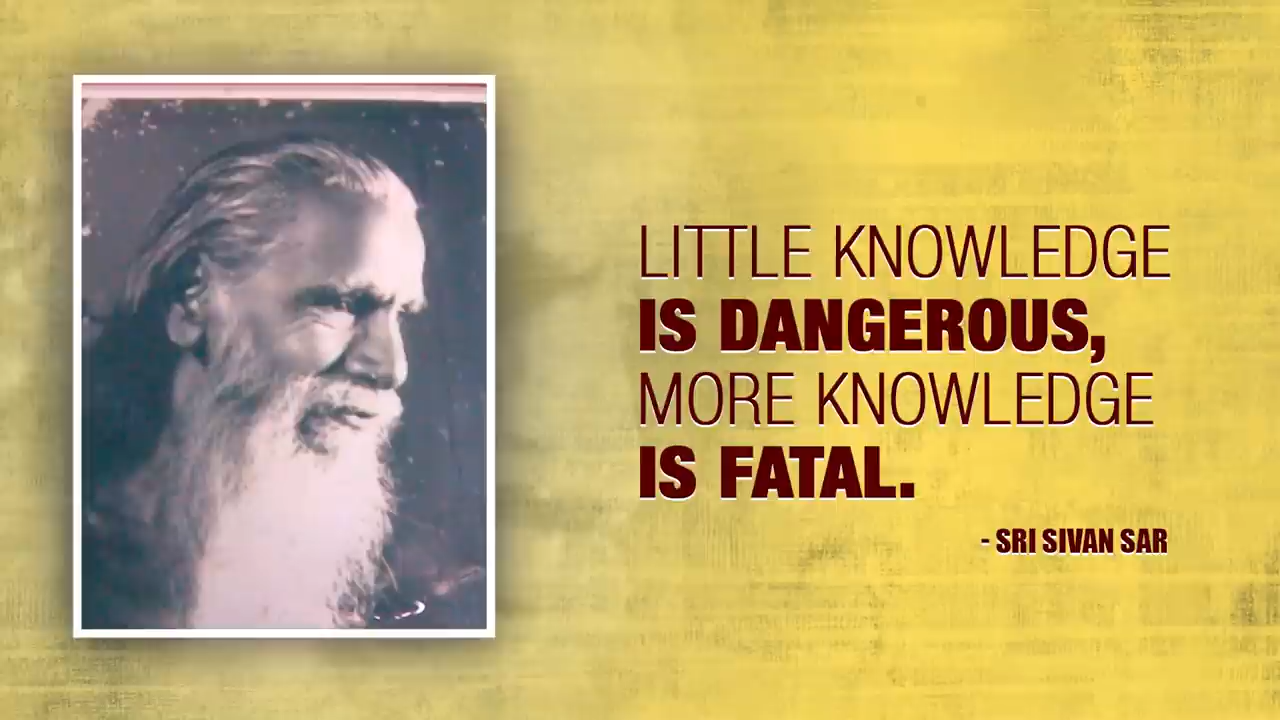 LITTLE KNOWLEDGE
IS DANGEROUS,
MORE KNOWLEDGE
IS FATAL.
- SRI SIVAN SAR